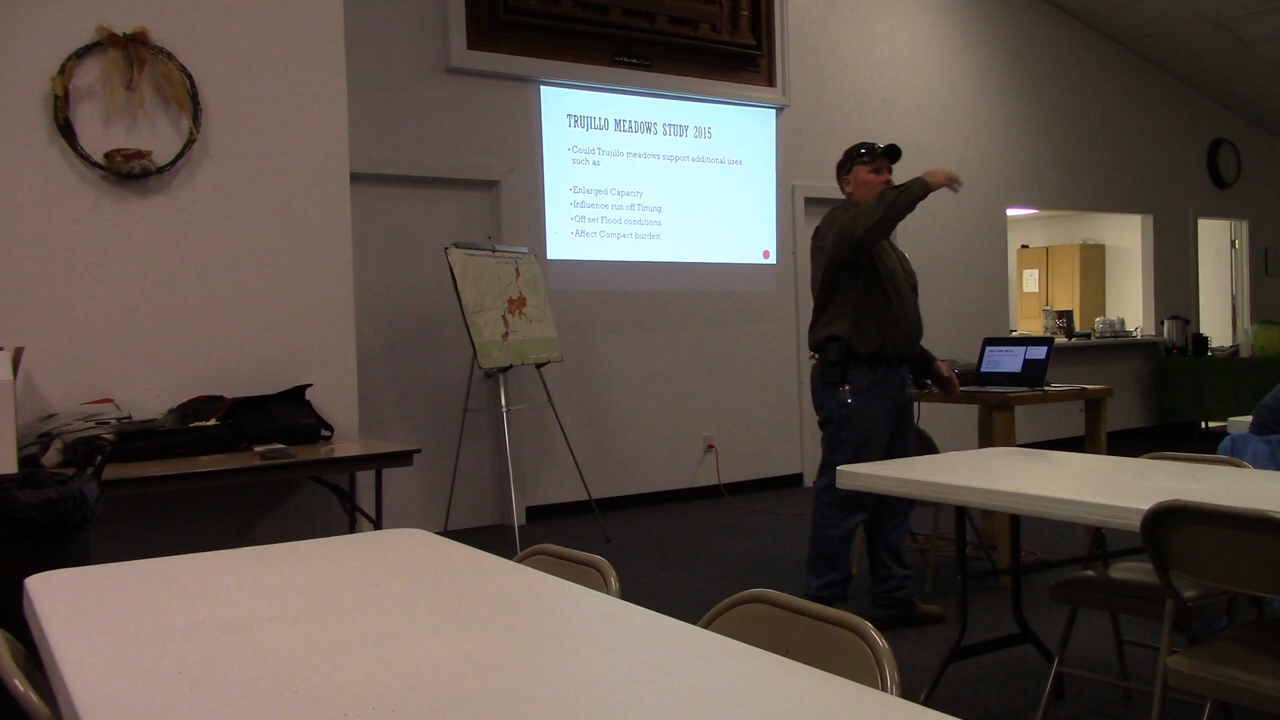 TRUJILLO MEADOWS STUDY 2015
•Could Trujillo meadows support additional uses
such as:
•Enlarged Capacity
•Influence run off Timing
•Off set Flood conditions
•Affect Compact burden